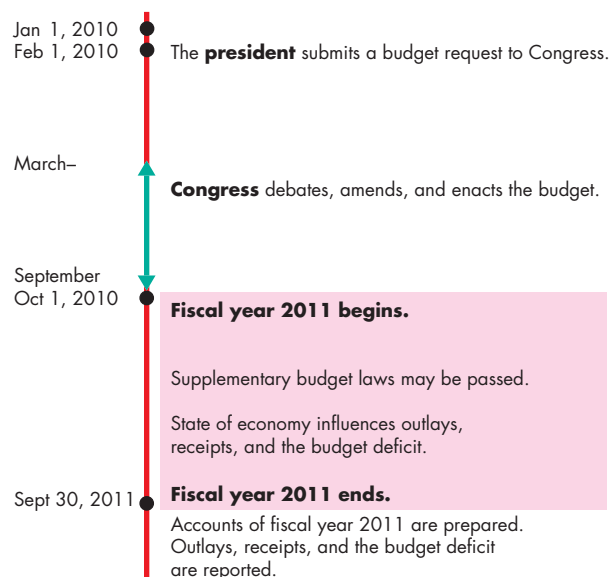 Jan 1, 2010
Feb 1, 2010 The president submits a budget request to Congress.
March–
Congress debates, amends, and enacts the budget.
September
Oct 1, 2010
Fiscal year 2011 begins.
Supplementary budget laws may be passed.
State of economy influences outlays,
receipts, and the budget deficit.
Sept 30, 2011 Fiscal year 2011 ends.
Accounts of fiscal year 2011 are prepared.
Outlays, receipts, and the budget deficit
are reported.